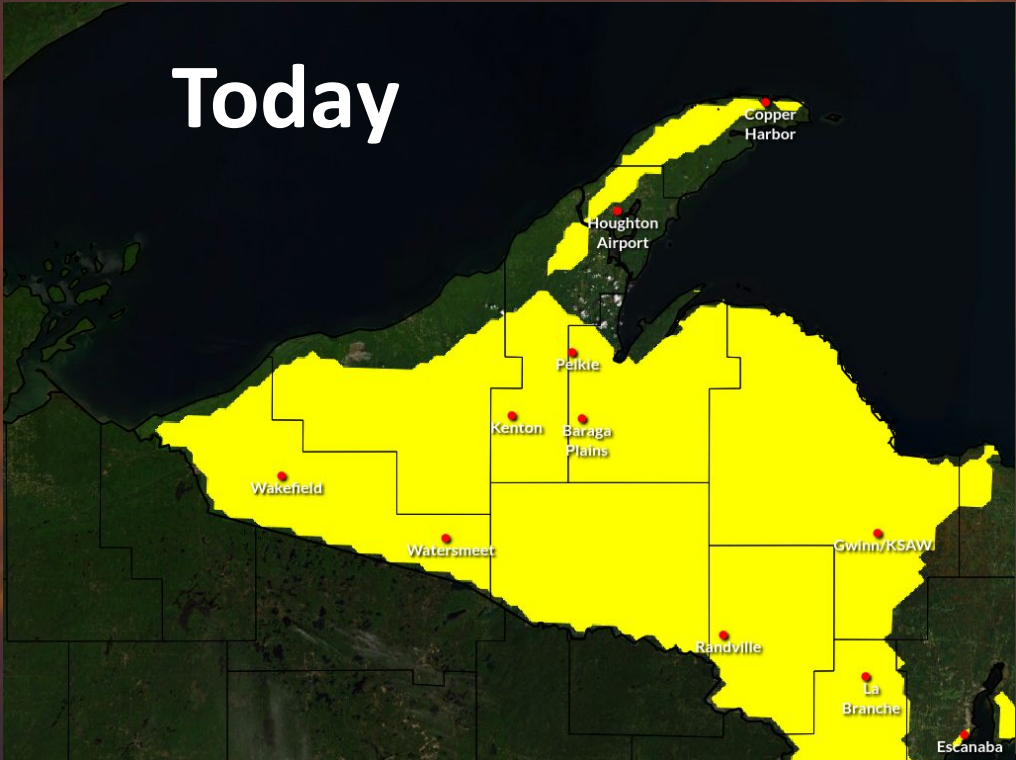 Today
Copper
Harbor
Houghton
Airport
Pelkie
Kenton
Baraga
Plains
Wakefield
Watersmeet
Gwinn/KSAW
Randville
La
Branche
Escanaba